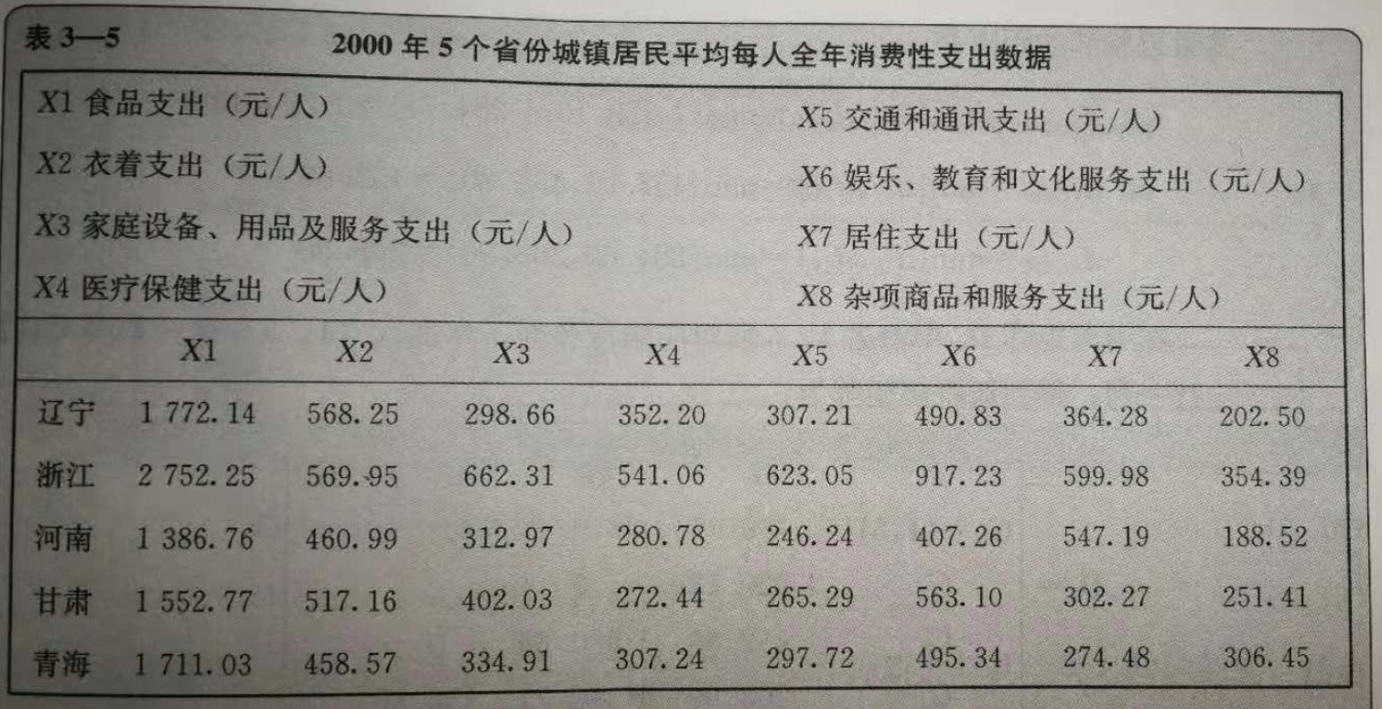 表 3—5 2000 年 5 个省份城镇居民平均每人全年消费性支出数据
X1 食品支出（元/人） X5 交通和通讯支出（元/人）
X2 衣着支出（元/人） X6 娱乐、教育和文化服务支出（元/人）
X3 家庭设备、用品及服务支出（元/人） X7 居住支出（元/人）
X4 医疗保健支出（元/人） X8 杂项商品和服务支出（元/人）
X1 X2 X3 X4 X5 X6 X7 X8
辽宁 1 772.14 568.25 298.66 352.20 307.21 490.83 364.28 202.50
浙江 2 752.25 569.95 662.31 541.06 623.05 917.23 599.98 354.39
河南 1 386.76 460.99 312.97 280.78 246.24 407.26 547.19 188.52
甘肃 1 552.77 517.16 402.03 272.44 265.29 563.10 302.27 251.41
青海 1 711.03 458.57 334.91 307.24 297.72 495.34 274.48 306.45